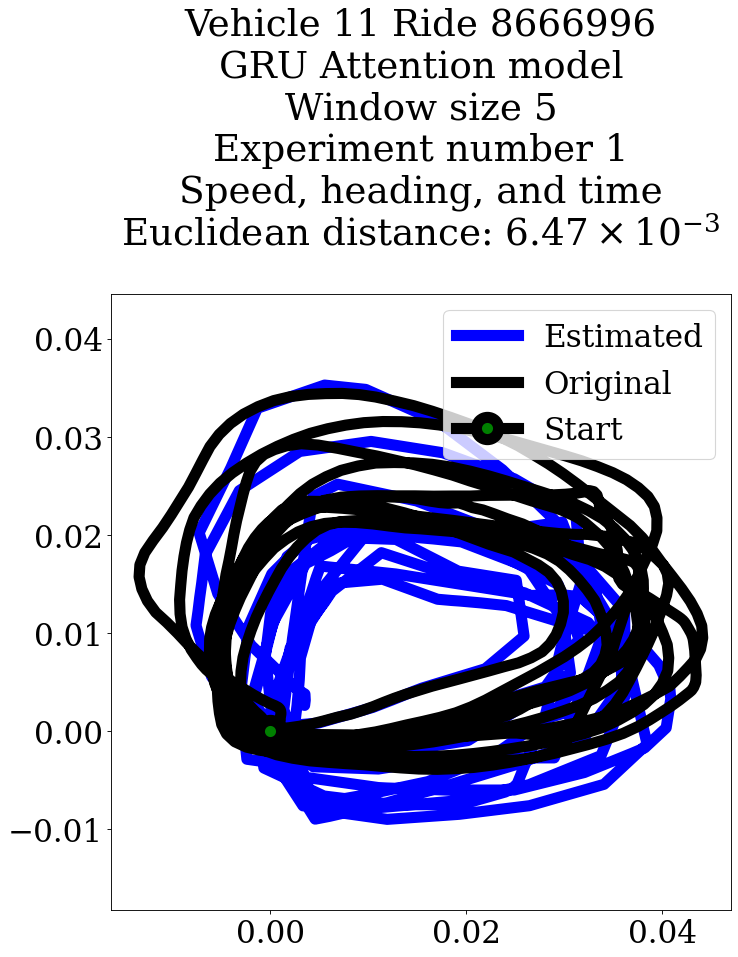 Vehicle 11 Ride 8666996
GRU Attention model
Window size 5
Experiment number 1
Speed, heading, and time
Euclidean distance: 6.47 × 10⁻³
Estimated
Original
Start
0.04
0.03
0.02
0.01
0.00
−0.01
0.00 0.02 0.04